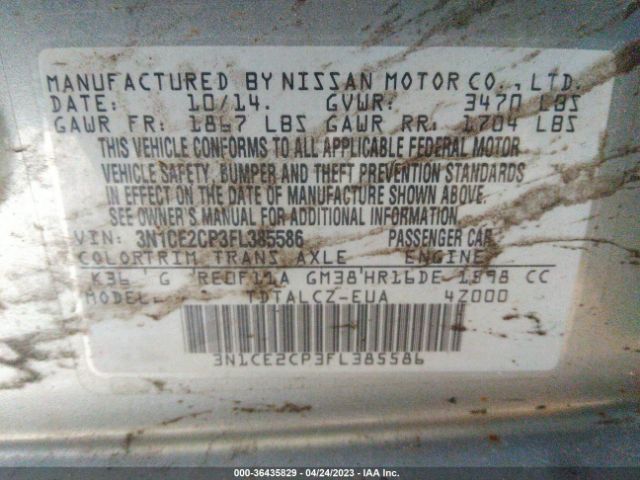 MANUFACTURED BY NISSAN MOTOR CO., LTD.
DATE: 10/14. GVWR: 3470 LBS
GAWR FR: 1867 LBS GAWR RR: 1704 LBS
THIS VEHICLE CONFORMS TO ALL APPLICABLE FEDERAL MOTOR
VEHICLE SAFETY, BUMPER AND THEFT PREVENTION STANDARDS
IN EFFECT ON THE DATE OF MANUFACTURE SHOWN ABOVE.
SEE OWNER'S MANUAL FOR ADDITIONAL INFORMATION.
VIN: 3N1CE2CP3FL385586 PASSENGER CAR
COLOR TRIM TRANS AXLE ENGINE
K36 G RE0F11A GM38 HR16DE 1598 CC
MODEL TDTALCZ-EUA 4Z000
3N1CE2CP3FL385586
000-36435829 - 04/24/2023 - IAA Inc.